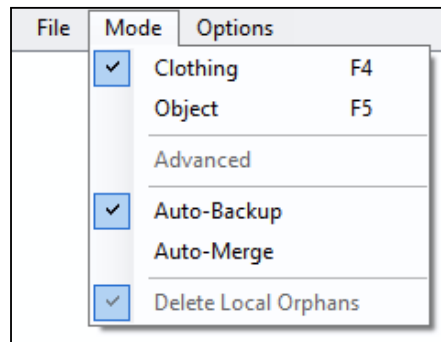 File Mode Options
Clothing F4
Object F5
Advanced
Auto-Backup
Auto-Merge
Delete Local Orphans